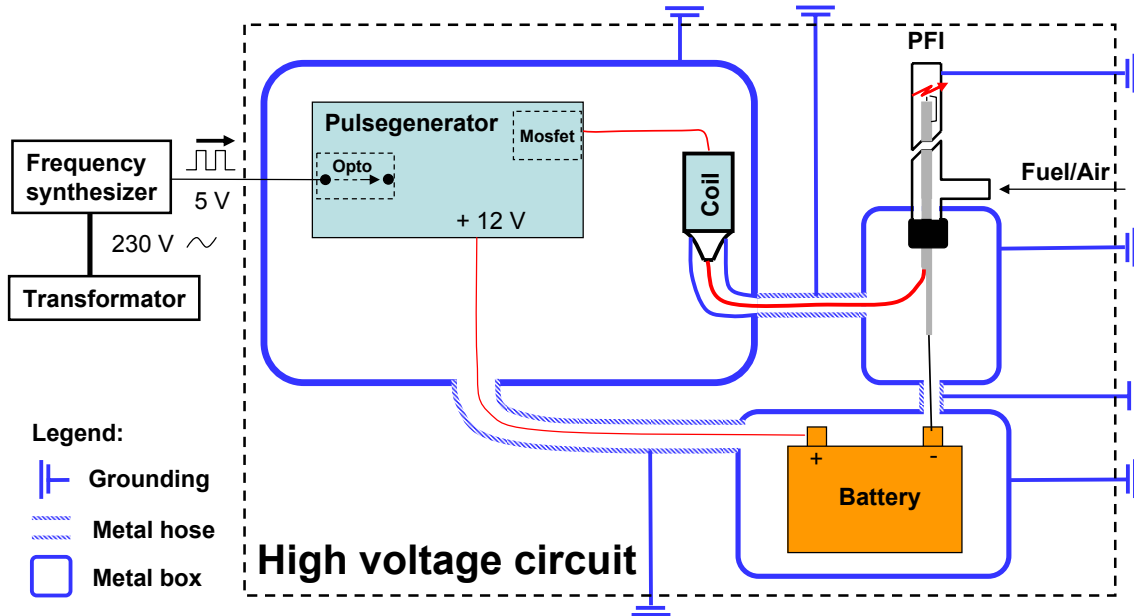 PFI
Pulsegenerator
Mosfet
Opto
+ 12 V
Coil
Fuel/Air
Frequency
synthesizer
5 V
230 V
Transformator
Legend:
Grounding
Metal hose
Metal box
+
-
Battery
High voltage circuit